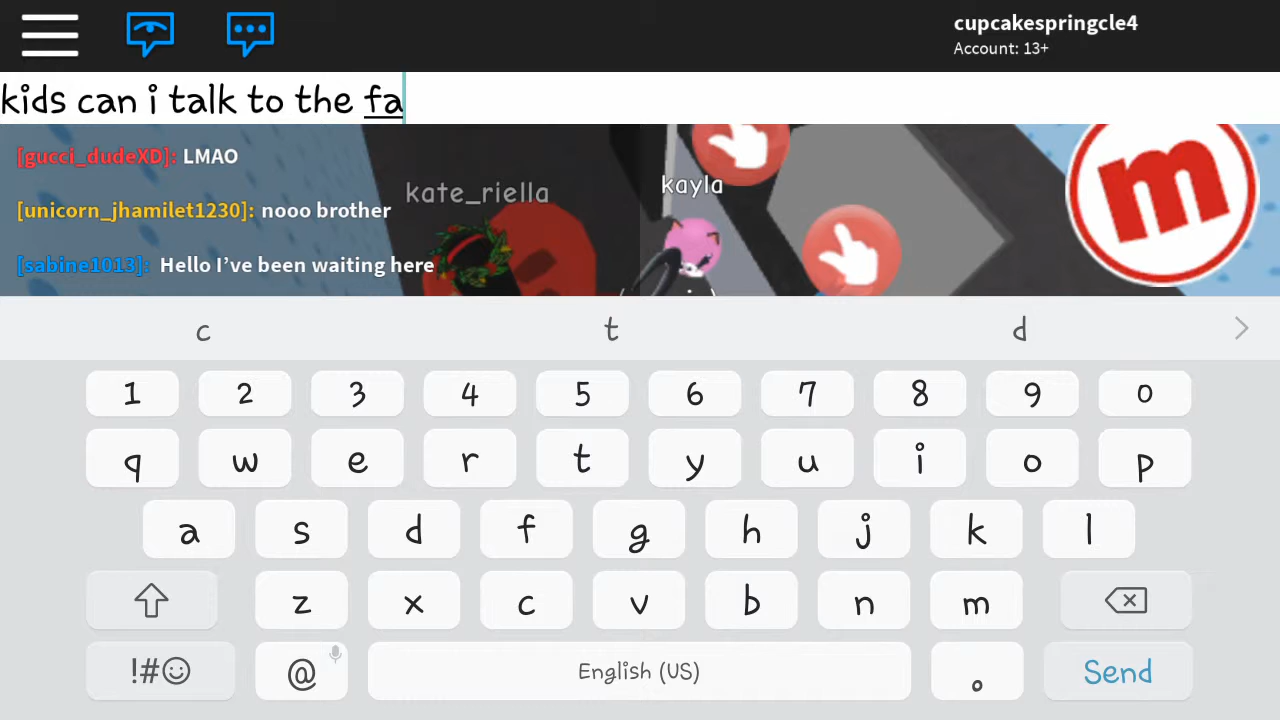 cupcakespringcle4
Account: 13+
kids can i talk to the fa
[gucci_dudeXD]: LMAO
[unicorn_jhamilet1230]: nooo brother
[sabine1013]: Hello I've been waiting here
kate_riella
kayla
m
c t d
1 2 3 4 5 6 7 8 9 0
q w e r t y u i o p
a s d f g h j k l
z x c v b n m
!#☺ @ English (US) . Send